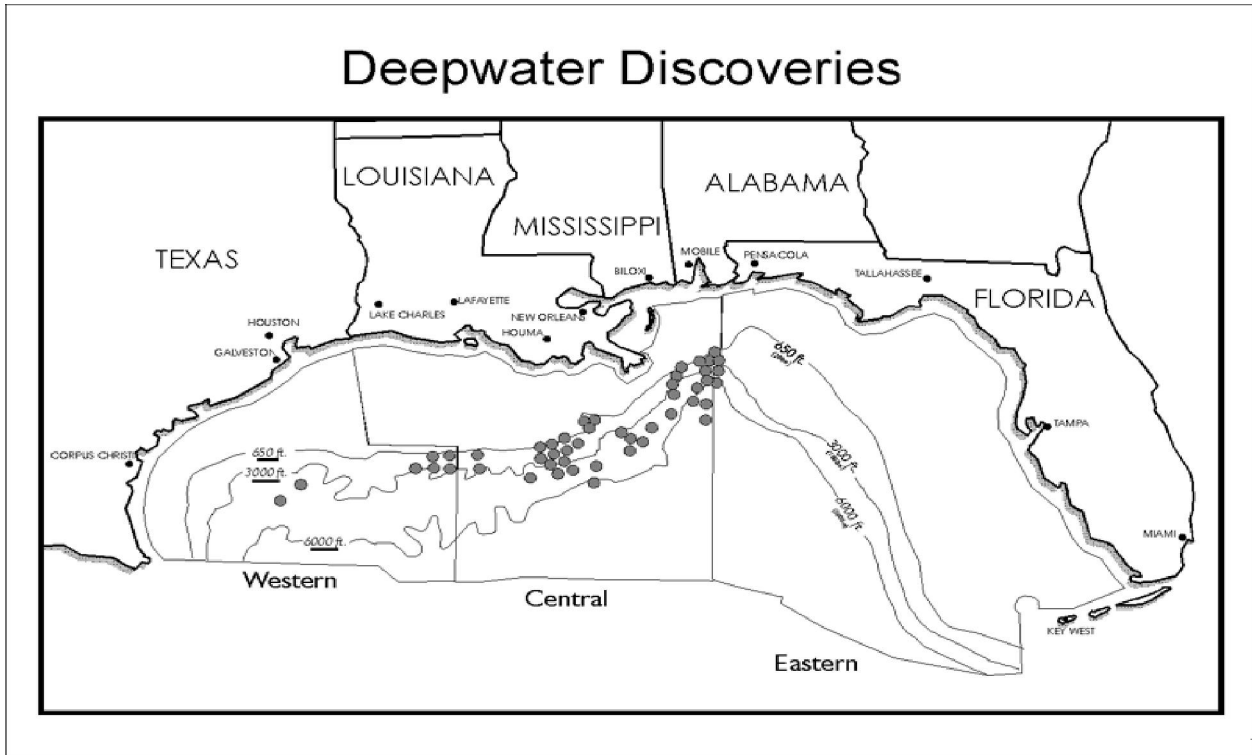 Deepwater Discoveries
LOUISIANA
ALABAMA
MISSISSIPPI
TEXAS
MOBILE
PENSACOLA
BILOXI
TALLAHASSEE
FLORIDA
LAFAYETTE
LAKE CHARLES
NEW ORLEANS
HOUSTON
HOUMA
GALVESTON
650 ft.
TAMPA
CORPUS CHRISTI
650 ft.
3000 ft.
3000 ft
6000 ft
6000 ft.
MIAMI
Western
Central
KEY WEST
Eastern